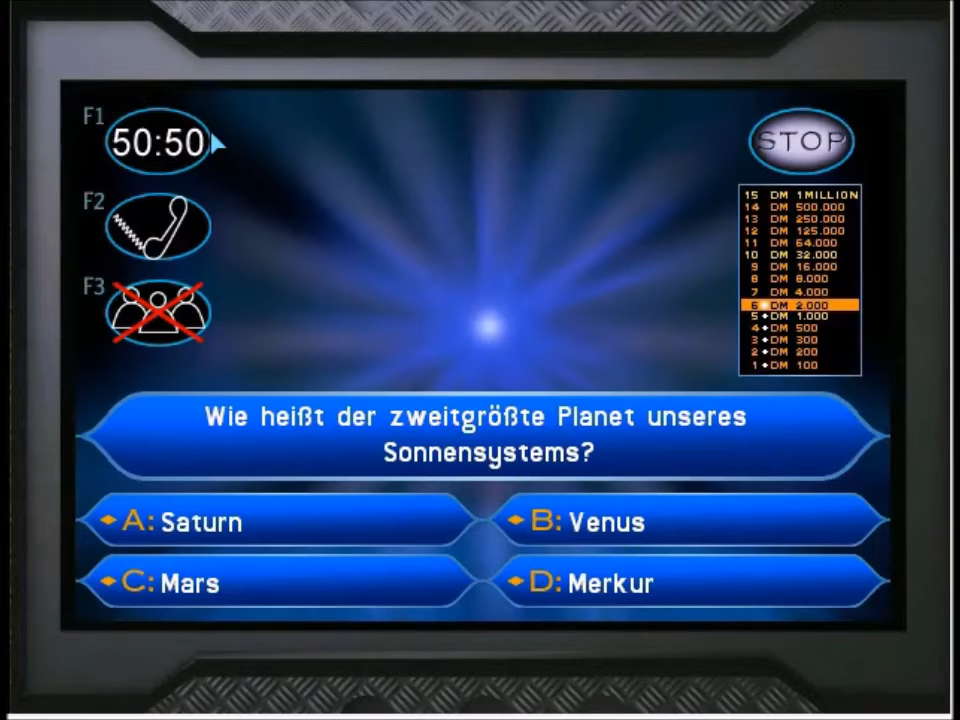 F1
50:50
F2
F3
STOP
15 DM 1 MILLION
14 DM 500.000
13 DM 250.000
12 DM 125.000
11 DM 64.000
10 DM 32.000
9 DM 16.000
8 DM 8.000
7 DM 4.000
6 DM 2.000
5 DM 1.000
4 DM 500
3 DM 300
2 DM 200
1 DM 100
Wie heißt der zweitgrößte Planet unseres
Sonnensystems?
A: Saturn
B: Venus
C: Mars
D: Merkur